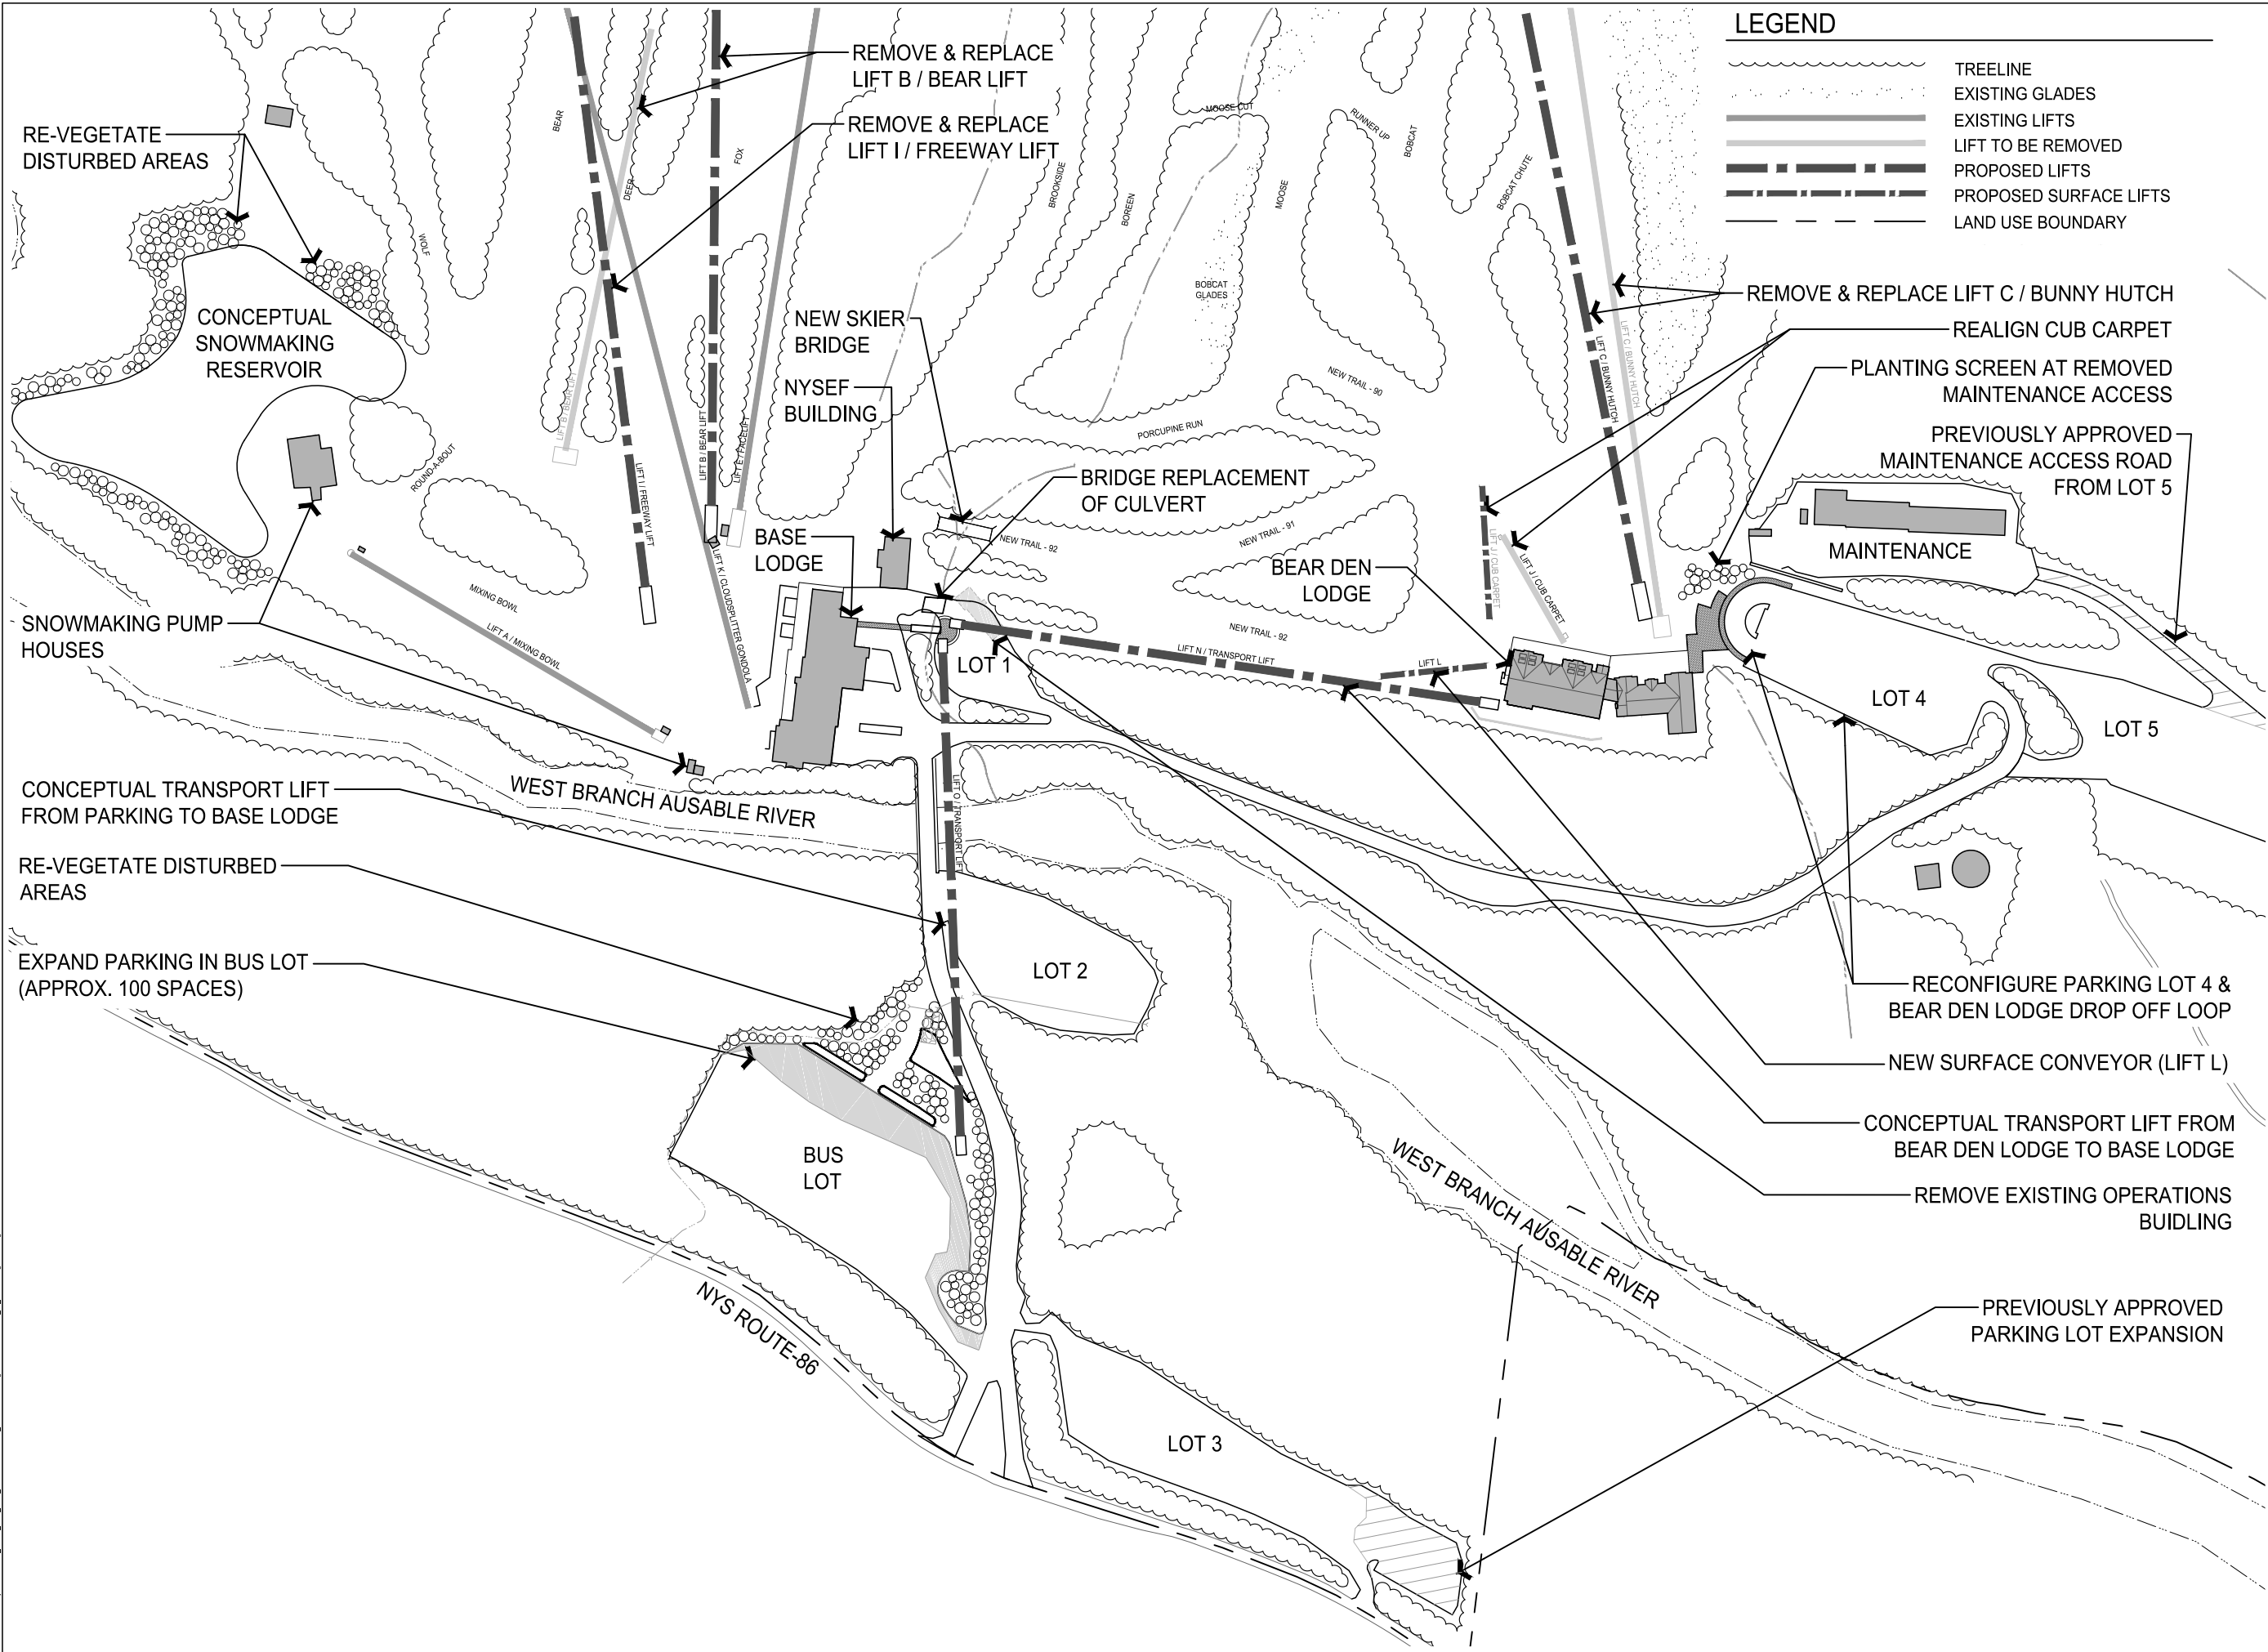 LEGEND
TREELINE
EXISTING GLADES
EXISTING LIFTS
LIFT TO BE REMOVED
PROPOSED LIFTS
PROPOSED SURFACE LIFTS
LAND USE BOUNDARY
REMOVE & REPLACE
LIFT B / BEAR LIFT
REMOVE & REPLACE
LIFT I / FREEWAY LIFT
RE-VEGETATE
DISTURBED AREAS
BEAR
DEER
FOX
WOLF
MOOSE CUT
RUNNER UP
BOBCAT
BROOKSIDE
BOREEN
MOOSE
BOBCAT CHUTE
BOBCAT
GLADES
CONCEPTUAL
SNOWMAKING
RESERVOIR
NEW SKIER
BRIDGE
NYSEF
BUILDING
REMOVE & REPLACE LIFT C / BUNNY HUTCH
REALIGN CUB CARPET
PLANTING SCREEN AT REMOVED
MAINTENANCE ACCESS
PREVIOUSLY APPROVED
MAINTENANCE ACCESS ROAD
FROM LOT 5
LIFT C / BUNNY HUTCH
LIFT C / BUNNY HUTCH
NEW TRAIL - 90
PORCUPINE RUN
LIFT B / BEAR LIFT
LIFT B / BEAR LIFT
LIFT E / FACELIFT
LIFT I / FREEWAY LIFT
LIFT K / CLOUDSPLITTER GONDOLA
ROUND-A-BOUT
BRIDGE REPLACEMENT
OF CULVERT
BASE
LODGE
NEW TRAIL - 92
NEW TRAIL - 91
BEAR DEN
LODGE
LIFT J / CUB CARPET
LIFT J / CUB CARPET
MAINTENANCE
MIXING BOWL
LIFT A / MIXING BOWL
SNOWMAKING PUMP
HOUSES
NEW TRAIL - 92
LIFT N / TRANSPORT LIFT
LIFT L
LOT 1
LOT 4
LOT 5
WEST BRANCH AUSABLE RIVER
LIFT O / TRANSPORT LIFT
CONCEPTUAL TRANSPORT LIFT
FROM PARKING TO BASE LODGE
RE-VEGETATE DISTURBED
AREAS
EXPAND PARKING IN BUS LOT
(APPROX. 100 SPACES)
LOT 2
RECONFIGURE PARKING LOT 4 &
BEAR DEN LODGE DROP OFF LOOP
NEW SURFACE CONVEYOR (LIFT L)
CONCEPTUAL TRANSPORT LIFT FROM
BEAR DEN LODGE TO BASE LODGE
REMOVE EXISTING OPERATIONS
BUIDLING
BUS
LOT
WEST BRANCH AUSABLE RIVER
NYS ROUTE-86
PREVIOUSLY APPROVED
PARKING LOT EXPANSION
LOT 3